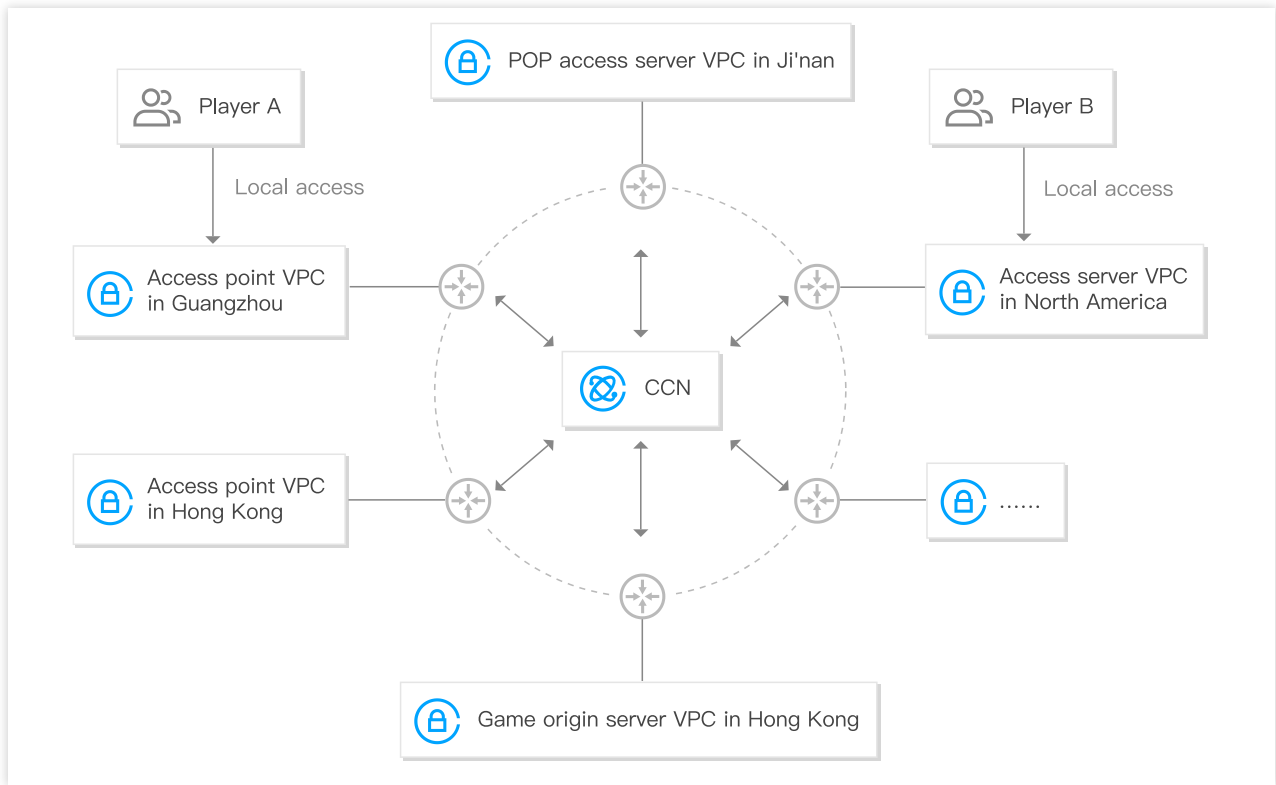 POP access server VPC in Ji'nan
Player A
Player B
Local access
Local access
Access point VPC
in Guangzhou
Access server VPC
in North America
CCN
Access point VPC
in Hong Kong
......
Game origin server VPC in Hong Kong